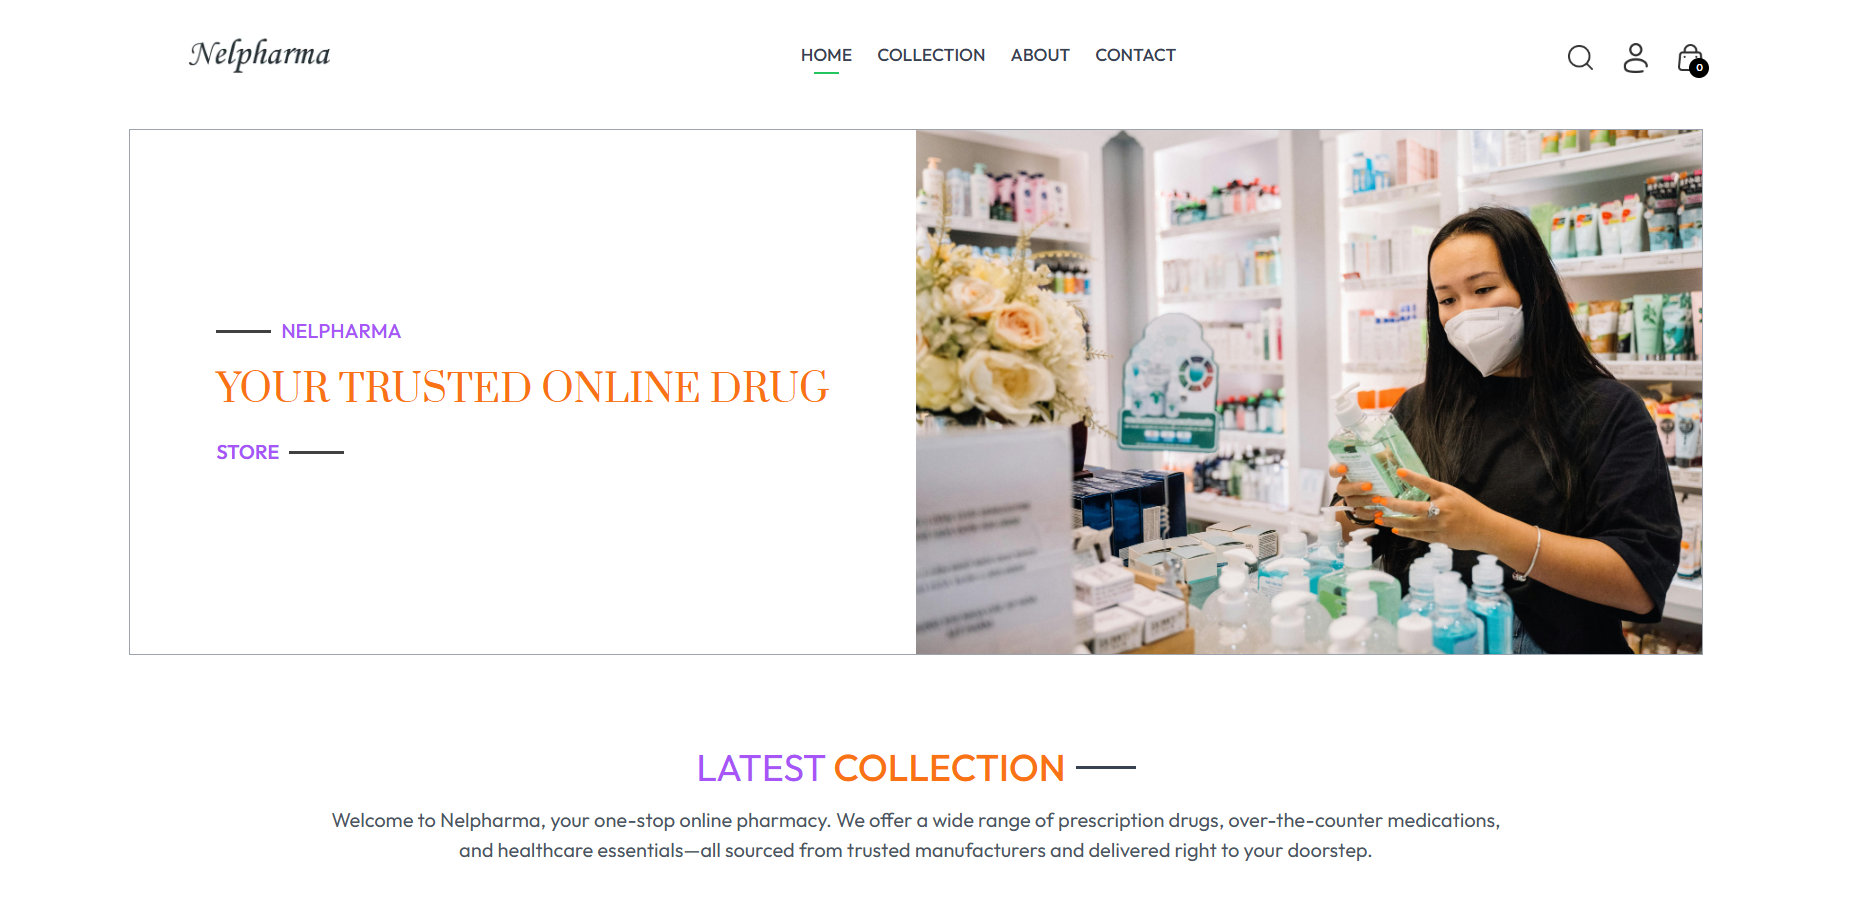 Nelpharma
HOME COLLECTION ABOUT CONTACT
0
NELPHARMA
YOUR TRUSTED ONLINE DRUG
STORE
LATEST COLLECTION
Welcome to Nelpharma, your one-stop online pharmacy. We offer a wide range of prescription drugs, over-the-counter medications,
and healthcare essentials—all sourced from trusted manufacturers and delivered right to your doorstep.